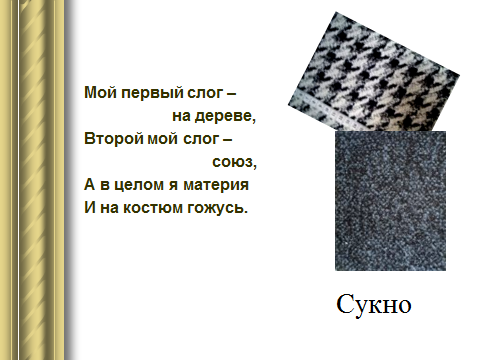 Мой первый слог –
на дереве,
Второй мой слог –
союз,
А в целом я материя
И на костюм гожусь.
Сукно